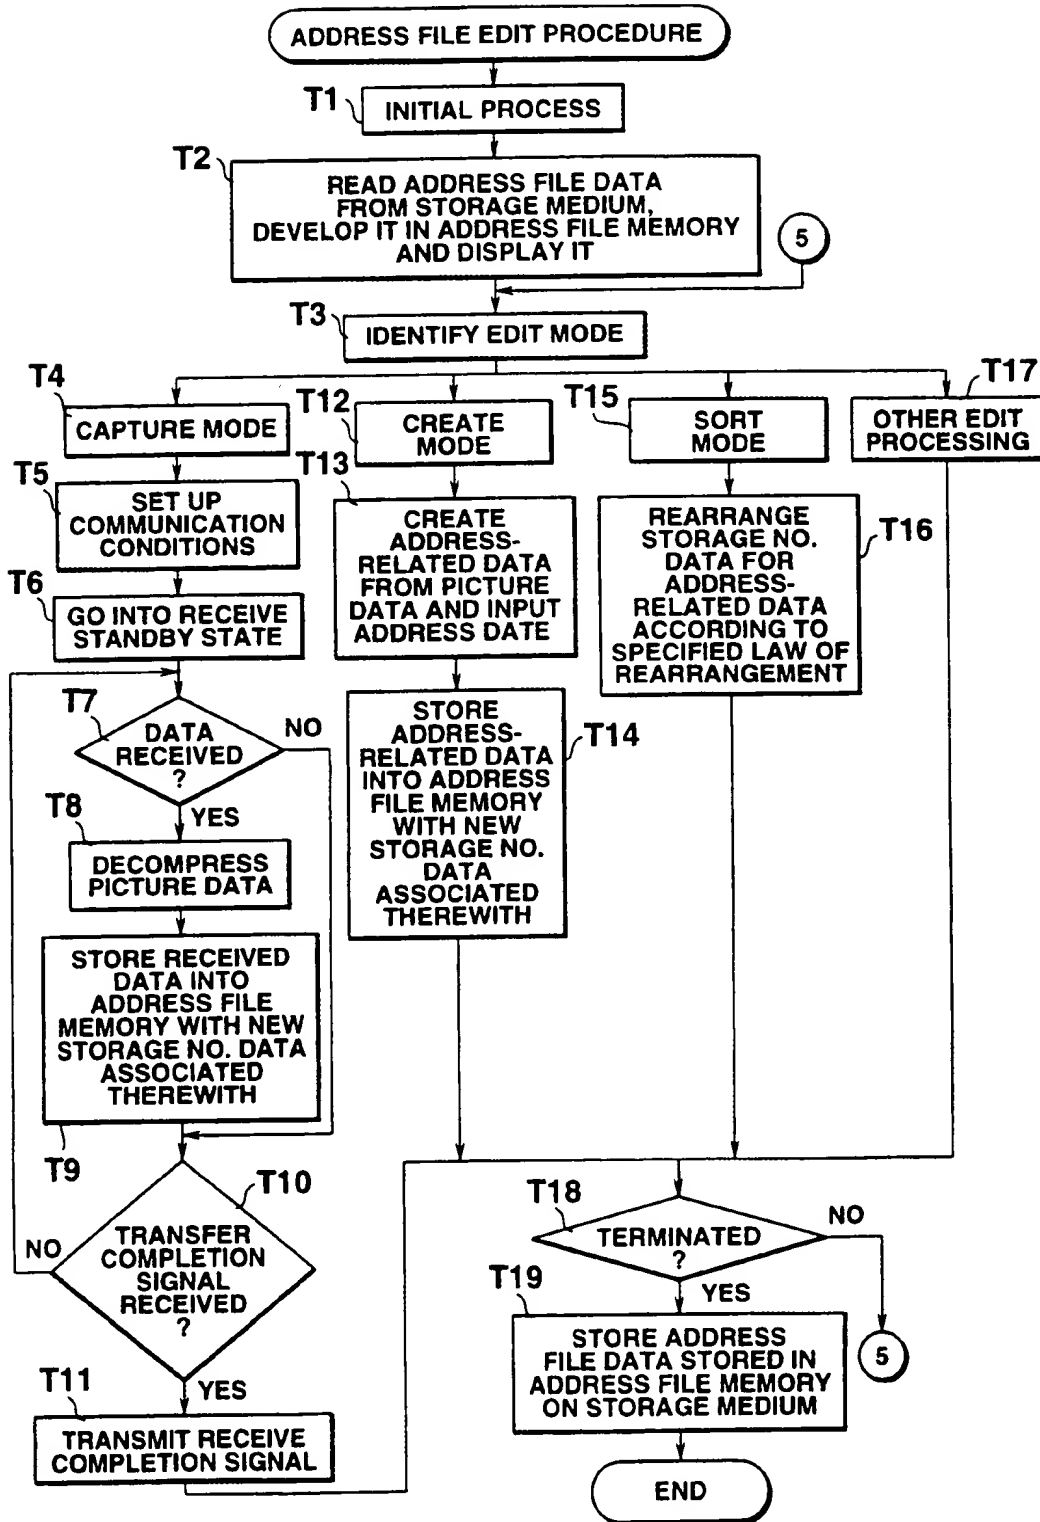 ADDRESS FILE EDIT PROCEDURE
T1
INITIAL PROCESS
T2
READ ADDRESS FILE DATA
FROM STORAGE MEDIUM,
DEVELOP IT IN ADDRESS FILE MEMORY
AND DISPLAY IT
5
T3
IDENTIFY EDIT MODE
T4
CAPTURE MODE
T5
SET UP
COMMUNICATION
CONDITIONS
T6
GO INTO RECEIVE
STANDBY STATE
T7
DATA
RECEIVED
?
NO
YES
T8
DECOMPRESS
PICTURE DATA
STORE RECEIVED
DATA INTO
ADDRESS FILE
MEMORY WITH NEW
STORAGE NO. DATA
ASSOCIATED
THEREWITH
T9
T10
TRANSFER
COMPLETION
SIGNAL
RECEIVED
?
NO
YES
T11
TRANSMIT RECEIVE
COMPLETION SIGNAL
T12
CREATE
MODE
T13
CREATE
ADDRESS-
RELATED DATA
FROM PICTURE
DATA AND INPUT
ADDRESS DATE
T14
STORE
ADDRESS-
RELATED DATA
INTO ADDRESS
FILE MEMORY
WITH NEW
STORAGE NO.
DATA
ASSOCIATED
THEREWITH
T15
SORT
MODE
T16
REARRANGE
STORAGE NO.
DATA FOR
ADDRESS-
RELATED DATA
ACCORDING TO
SPECIFIED LAW OF
REARRANGEMENT
T17
OTHER EDIT
PROCESSING
T18
TERMINATED
?
NO
YES
5
T19
STORE ADDRESS
FILE DATA STORED IN
ADDRESS FILE MEMORY
ON STORAGE MEDIUM
END